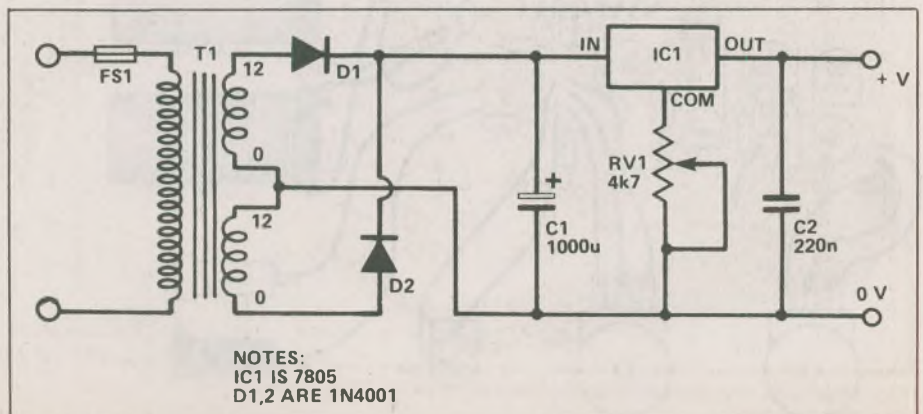 FS1
T1
12
0
12
0
D1
D2
IN
IC1
OUT
COM
+ V
RV1
4k7
+
C1
1000u
C2
220n
0 V
NOTES:
IC1 IS 7805
D1,2 ARE 1N4001